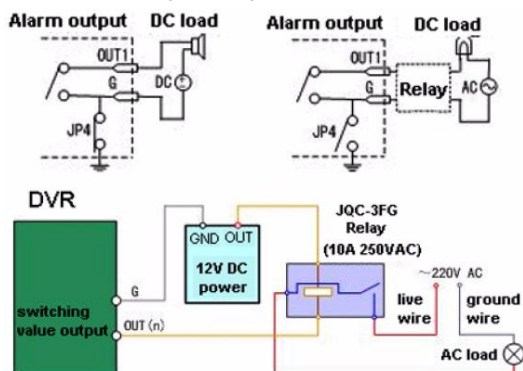 Alarm output DC load
OUT1
G
DC
JP4
Alarm output DC load
OUT1
G
Relay
AC
JP4
DVR
JQC-3FG
Relay
(10A 250VAC)
GND OUT
12V DC
power
~220V AC
G
switching
value output
OUT(n)
live
wire
ground
wire
AC load